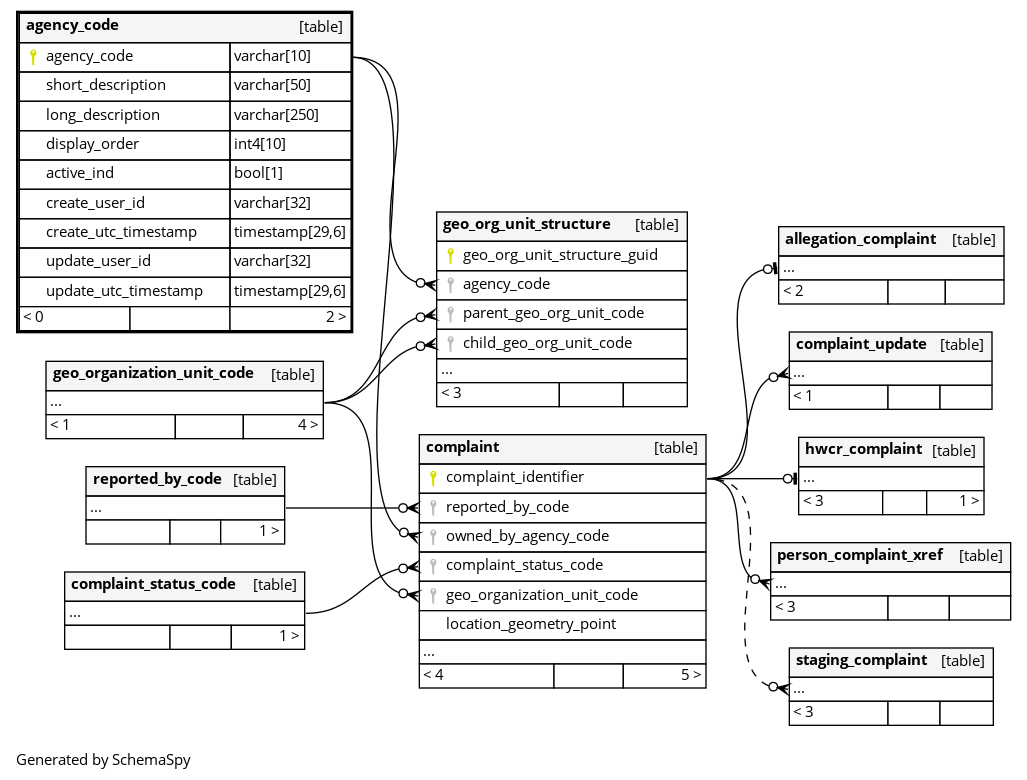 agency_code [table]
agency_code varchar[10]
short_description varchar[50]
long_description varchar[250]
display_order int4[10]
active_ind bool[1]
create_user_id varchar[32]
create_utc_timestamp timestamp[29,6]
update_user_id varchar[32]
update_utc_timestamp timestamp[29,6]
< 0 2 >
geo_organization_unit_code [table]
...
< 1 4 >
reported_by_code [table]
...
1 >
complaint_status_code [table]
...
1 >
geo_org_unit_structure [table]
geo_org_unit_structure_guid
agency_code
parent_geo_org_unit_code
child_geo_org_unit_code
...
< 3
complaint [table]
complaint_identifier
reported_by_code
owned_by_agency_code
complaint_status_code
geo_organization_unit_code
location_geometry_point
...
< 4 5 >
allegation_complaint [table]
...
< 2
complaint_update [table]
...
< 1
hwcr_complaint [table]
...
< 3 1 >
person_complaint_xref [table]
...
< 3
staging_complaint [table]
...
< 3
Generated by SchemaSpy